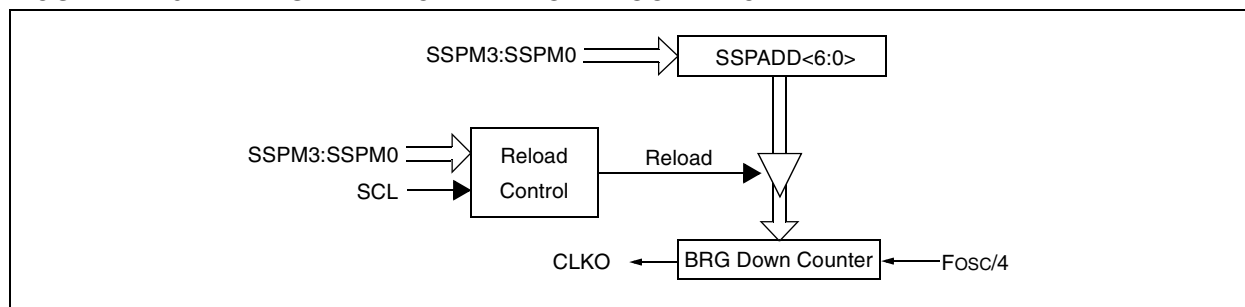 SSPM3:SSPM0
SSPADD<6:0>
SSPM3:SSPM0
SCL
Reload
Control
Reload
CLKO
BRG Down Counter
FOSC/4